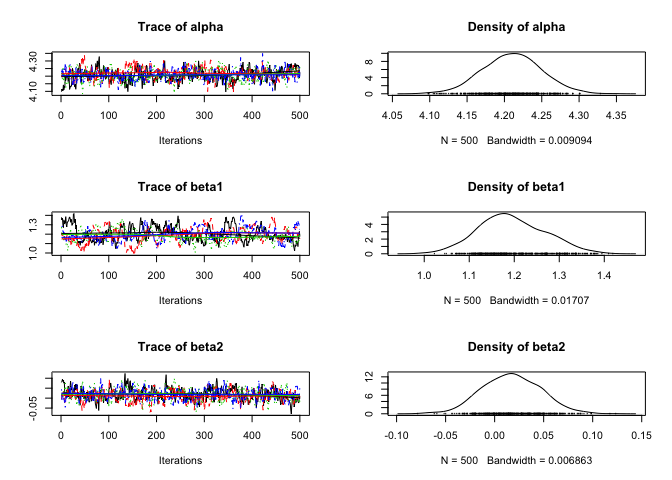 Trace of alpha
4.10 4.30
0 100 200 300 400 500
Iterations
Density of alpha
0 4 8
4.05 4.10 4.15 4.20 4.25 4.30 4.35
N = 500 Bandwidth = 0.009094
Trace of beta1
1.0 1.3
0 100 200 300 400 500
Iterations
Density of beta1
0 2 4
1.0 1.1 1.2 1.3 1.4
N = 500 Bandwidth = 0.01707
Trace of beta2
-0.05
0 100 200 300 400 500
Iterations
Density of beta2
0 4 8 12
-0.10 -0.05 0.00 0.05 0.10 0.15
N = 500 Bandwidth = 0.006863